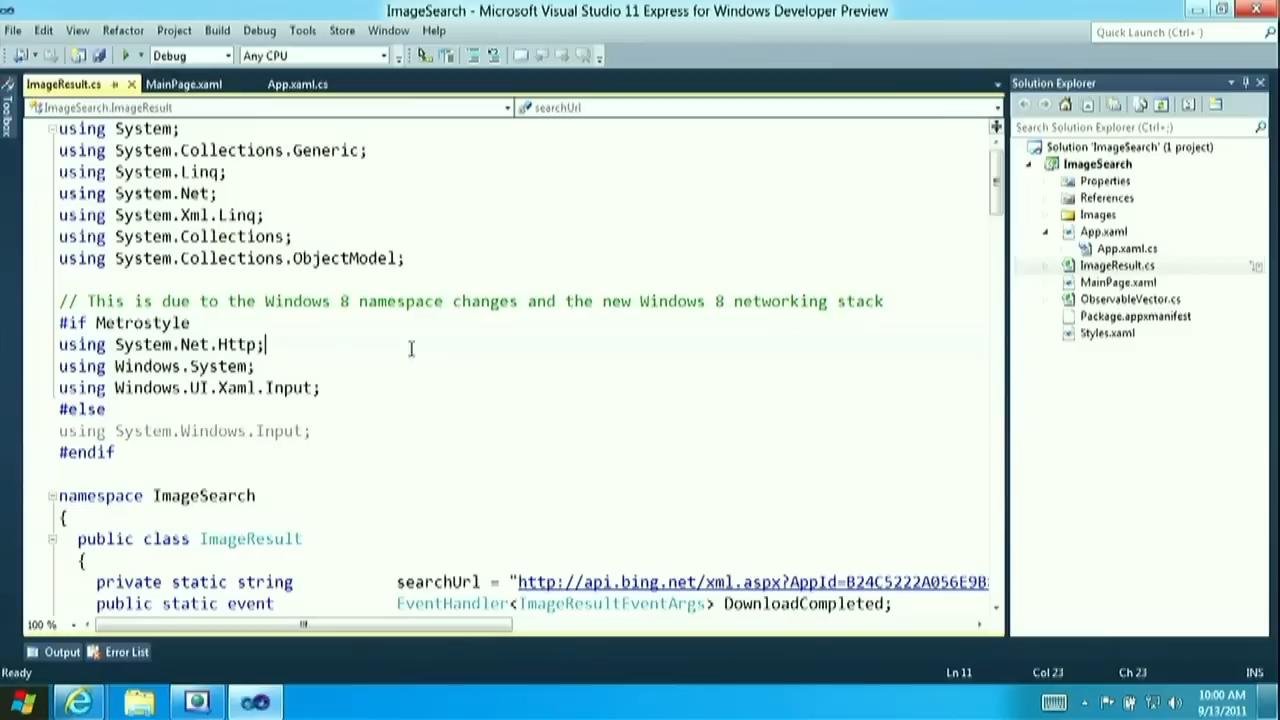 ImageSearch - Microsoft Visual Studio 11 Express for Windows Developer Preview
File Edit View Refactor Project Build Debug Tools Store Window Help
Quick Launch (Ctrl+ )
Debug Any CPU
Toolbox
ImageResult.cs MainPage.xaml App.xaml.cs
ImageSearch.ImageResult searchUrl
using System;
using System.Collections.Generic;
using System.Linq;
using System.Net;
using System.Xml.Linq;
using System.Collections;
using System.Collections.ObjectModel;
// This is due to the Windows 8 namespace changes and the new Windows 8 networking stack
#if Metrostyle
using System.Net.Http;
using Windows.System;
using Windows.UI.Xaml.Input;
#else
using System.Windows.Input;
#endif
namespace ImageSearch
{
public class ImageResult
{
private static string searchUrl = "http://api.bing.net/xml.aspx?AppId=B24C5222A056E9B
public static event EventHandler<ImageResultEventArgs> DownloadCompleted;
100 %
Solution Explorer
Search Solution Explorer (Ctrl+;)
Solution 'ImageSearch' (1 project)
ImageSearch
Properties
References
Images
App.xaml
App.xaml.cs
ImageResult.cs
MainPage.xaml
ObservableVector.cs
Package.appxmanifest
Styles.xaml
Output Error List
Ready Ln 11 Col 23 Ch 23 INS
10:00 AM
9/13/2011